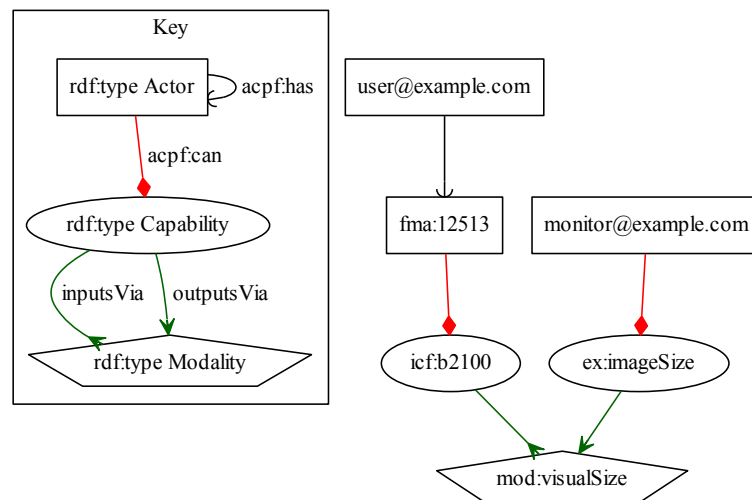 Key
rdf:type Actor
acpf:has
acpf:can
rdf:type Capability
inputsVia
outputsVia
rdf:type Modality
user@example.com
fma:12513
monitor@example.com
icf:b2100
ex:imageSize
mod:visualSize